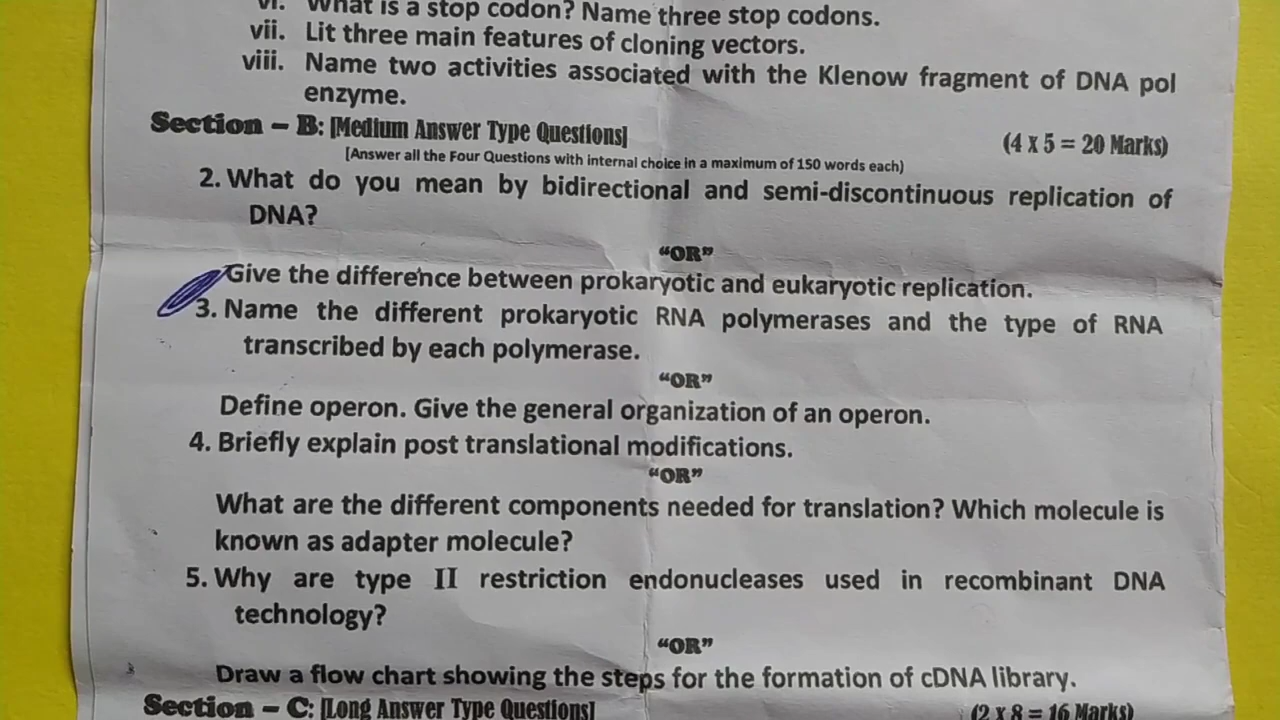 vi. What is a stop codon? Name three stop codons.
vii. Lit three main features of cloning vectors.
viii. Name two activities associated with the Klenow fragment of DNA pol
enzyme.
Section – B: [Medium Answer Type Questions] (4 x 5 = 20 Marks)
[Answer all the Four Questions with internal choice in a maximum of 150 words each)
2. What do you mean by bidirectional and semi-discontinuous replication of
DNA?
“OR”
Give the difference between prokaryotic and eukaryotic replication.
3. Name the different prokaryotic RNA polymerases and the type of RNA
transcribed by each polymerase.
“OR”
Define operon. Give the general organization of an operon.
4. Briefly explain post translational modifications.
“OR”
What are the different components needed for translation? Which molecule is
known as adapter molecule?
5. Why are type II restriction endonucleases used in recombinant DNA
technology?
“OR”
Draw a flow chart showing the steps for the formation of cDNA library.
Section – C: [Long Answer Type Questions] (2 x 8 = 16 Marks)